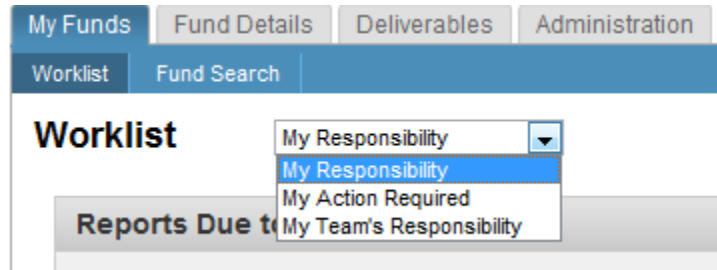 My Funds Fund Details Deliverables Administration
Worklist Fund Search
Worklist My Responsibility
My Responsibility
My Action Required
Reports Due to My Team's Responsibility